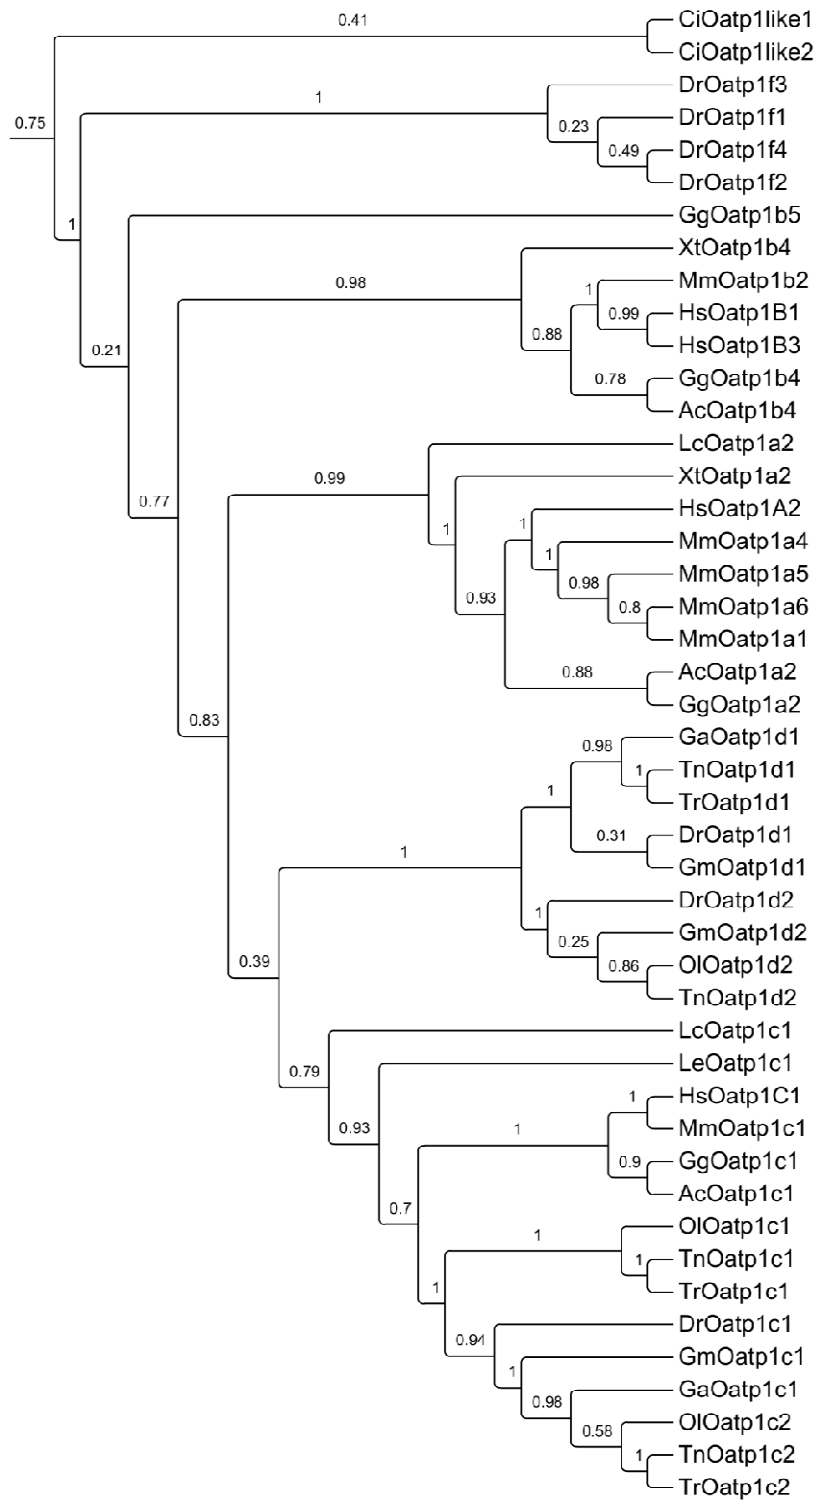 0.41
CiOatp1like1
CiOatp1like2
0.75
DrOatp1f3
1
DrOatp1f1
0.23
DrOatp1f4
0.49
DrOatp1f2
GgOatp1b5
1
XtOatp1b4
0.98
MmOatp1b2
1
HsOatp1B1
0.99
0.88
HsOatp1B3
0.21
GgOatp1b4
0.78
AcOatp1b4
LcOatp1a2
0.99
XtOatp1a2
0.77
HsOatp1A2
1
1
MmOatp1a4
1
MmOatp1a5
0.98
0.93
MmOatp1a6
0.8
MmOatp1a1
AcOatp1a2
0.88
GgOatp1a2
0.83
GaOatp1d1
0.98
TnOatp1d1
1
1
TrOatp1d1
DrOatp1d1
0.31
1
GmOatp1d1
DrOatp1d2
1
GmOatp1d2
0.25
OlOatp1d2
0.39
0.86
TnOatp1d2
LcOatp1c1
0.79
LeOatp1c1
HsOatp1C1
1
0.93
MmOatp1c1
1
GgOatp1c1
0.9
AcOatp1c1
0.7
OlOatp1c1
1
TnOatp1c1
1
TrOatp1c1
1
DrOatp1c1
0.94
GmOatp1c1
1
GaOatp1c1
0.98
OlOatp1c2
0.58
TnOatp1c2
1
TrOatp1c2